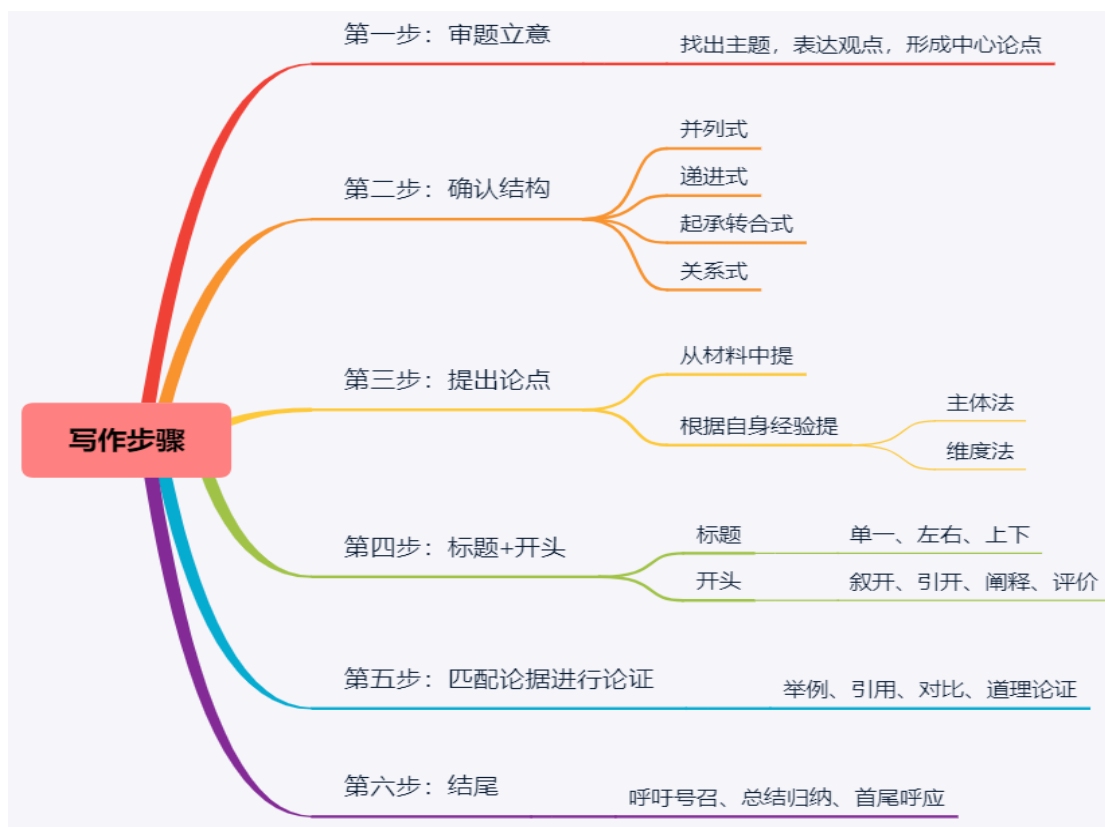 写作步骤
第一步：审题立意
找出主题，表达观点，形成中心论点
第二步：确认结构
并列式
递进式
起承转合式
关系式
第三步：提出论点
从材料中提
根据自身经验提
主体法
维度法
第四步：标题+开头
标题
单一、左右、上下
开头
叙开、引开、阐释、评价
第五步：匹配论据进行论证
举例、引用、对比、道理论证
第六步：结尾
呼吁号召、总结归纳、首尾呼应